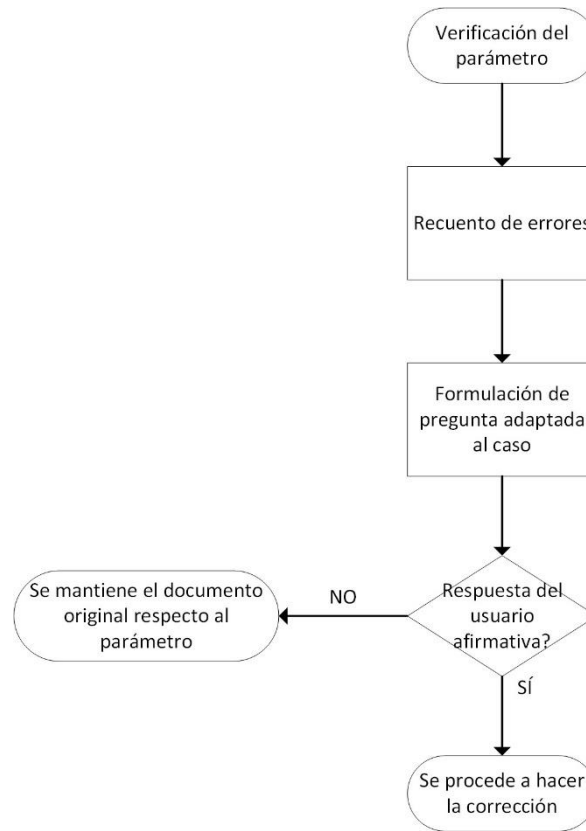 Verificación del
parámetro
Recuento de errores
Formulación de
pregunta adaptada
al caso
Respuesta del
usuario
afirmativa?
NO
Se mantiene el documento
original respecto al
parámetro
SÍ
Se procede a hacer
la corrección